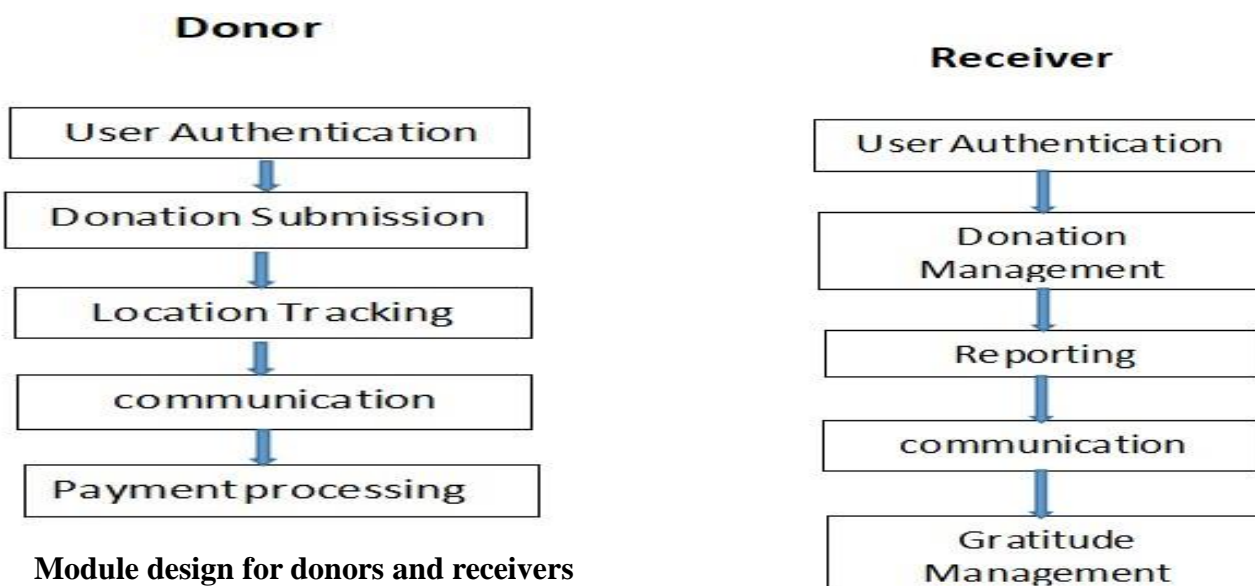 Donor
User Authentication
Donation Submission
Location Tracking
communication
Payment processing
Module design for donors and receivers
Receiver
User Authentication
Donation
Management
Reporting
communication
Gratitude
Management